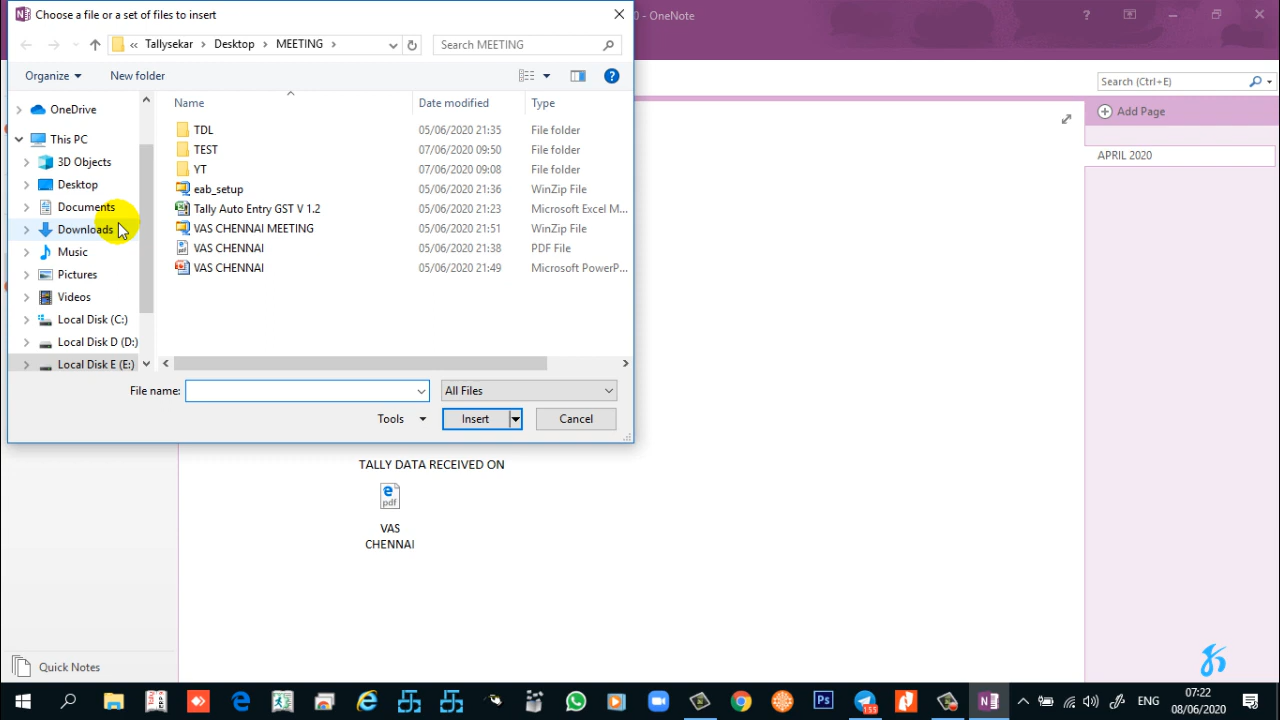 Choose a file or a set of files to insert
0 - OneNote
« Tallysekar > Desktop > MEETING >
Search MEETING
Organize
New folder
Search (Ctrl+E)
Name
Date modified
Type
OneDrive
This PC
3D Objects
Desktop
Documents
Downloads
Music
Pictures
Videos
Local Disk (C:)
Local Disk D (D:)
Local Disk E (E:)
TDL 05/06/2020 21:35 File folder
TEST 07/06/2020 09:50 File folder
YT 07/06/2020 09:08 File folder
eab_setup 05/06/2020 21:36 WinZip File
Tally Auto Entry GST V 1.2 05/06/2020 21:23 Microsoft Excel M...
VAS CHENNAI MEETING 05/06/2020 21:51 WinZip File
VAS CHENNAI 05/06/2020 21:38 PDF File
VAS CHENNAI 05/06/2020 21:49 Microsoft PowerP...
File name:
All Files
Tools
Insert
Cancel
Add Page
APRIL 2020
TALLY DATA RECEIVED ON
pdf
VAS
CHENNAI
Quick Notes
155
Ps
ENG
07:22
08/06/2020